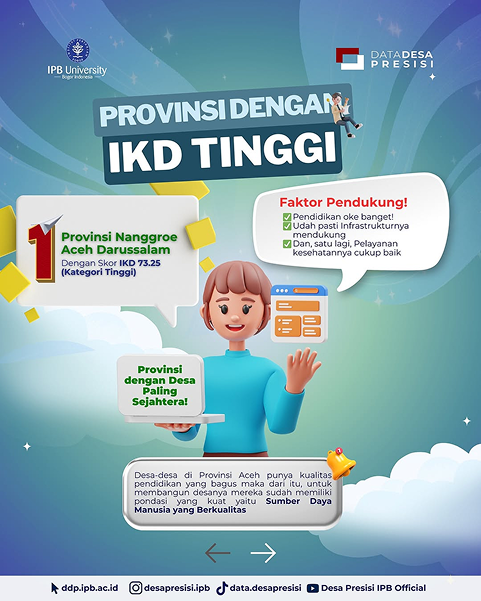 IPB University
Bogor Indonesia
DATADESA
PRESISI
PROVINSI DENGAN
IKD TINGGI
1
Provinsi Nanggroe
Aceh Darussalam
Dengan Skor IKD 73.25
(Kategori Tinggi)
Faktor Pendukung!
Pendidikan oke banget!
Udah pasti Infrastrukturnya
mendukung
Dan, satu lagi, Pelayanan
kesehatannya cukup baik
Provinsi
dengan Desa
Paling
Sejahtera!
Desa-desa di Provinsi Aceh punya kualitas
pendidikan yang bagus maka dari itu, untuk
membangun desanya mereka sudah memiliki
pondasi yang kuat yaitu Sumber Daya
Manusia yang Berkualitas
ddp.ipb.ac.id desapresisi.ipb data.desapresisi Desa Presisi IPB Official